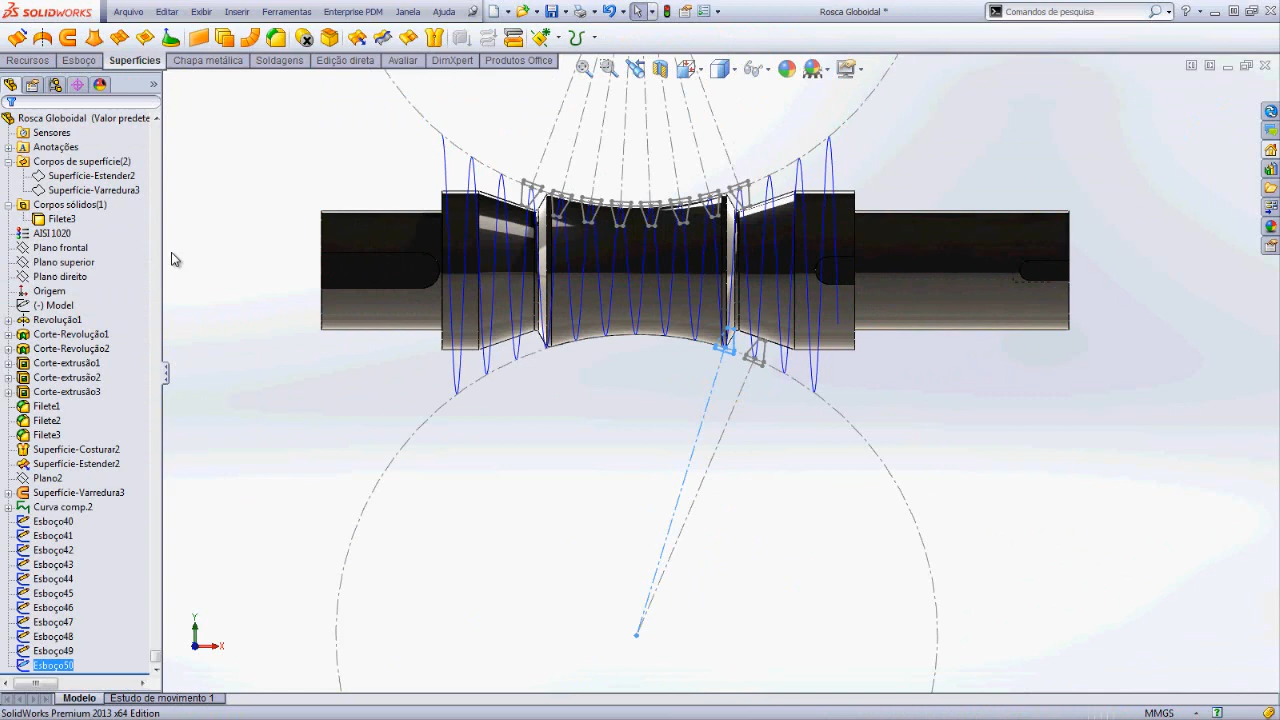 SOLIDWORKS Arquivo Editar Exibir Inserir Ferramentas Enterprise PDM Janela Ajuda Rosca Globoidal * Comandos de pesquisa
Recursos Esboço Superfícies Chapa metálica Soldagens Edição direta Avaliar DimXpert Produtos Office
Rosca Globoidal (Valor predete
Sensores
Anotações
Corpos de superfície(2)
Superfície-Estender2
Superfície-Varredura3
Corpos sólidos(1)
Filete3
AISI 1020
Plano frontal
Plano superior
Plano direito
Origem
(-) Model
Revolução1
Corte-Revolução1
Corte-Revolução2
Corte-extrusão1
Corte-extrusão2
Corte-extrusão3
Filete1
Filete2
Filete3
Superfície-Costurar2
Superfície-Estender2
Plano2
Superfície-Varredura3
Curva comp.2
Esboço40
Esboço41
Esboço42
Esboço43
Esboço44
Esboço45
Esboço46
Esboço47
Esboço48
Esboço49
Esboço50
Y
X
Modelo Estudo de movimento 1
SolidWorks Premium 2013 x64 Edition MMGS